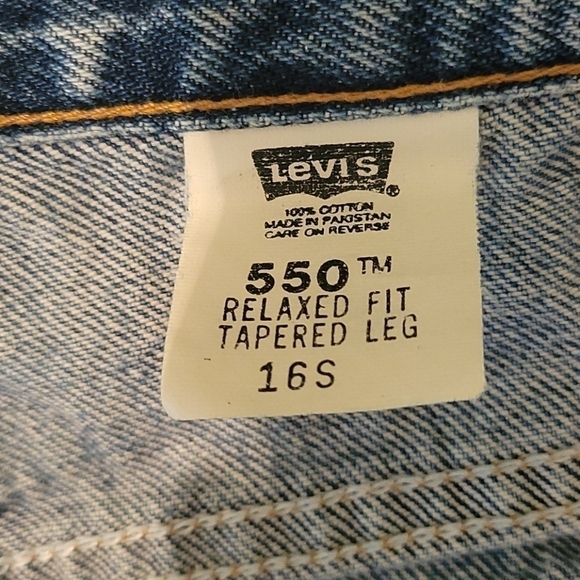 LEVI'S ®
100% COTTON
MADE IN PAKISTAN
CARE ON REVERSE
550™
RELAXED FIT
TAPERED LEG
16S